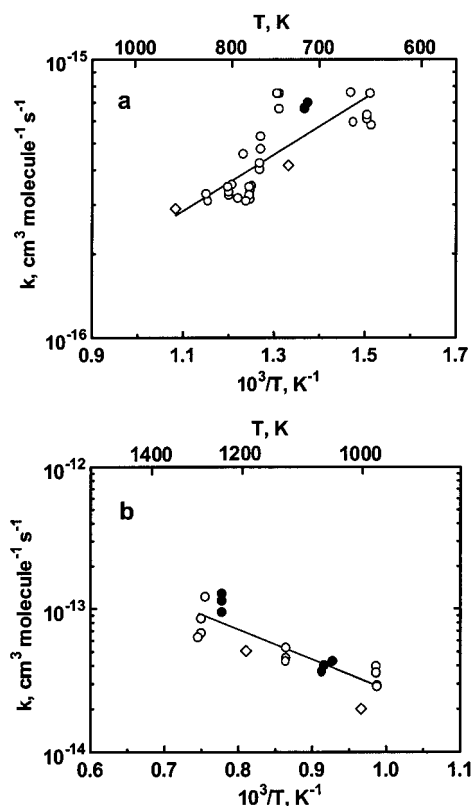 T, K
1000 900 800 700 600
10⁻¹⁵
a
k, cm³ molecule⁻¹ s⁻¹
10⁻¹⁶
0.9 1.1 1.3 1.5 1.7
10³/T, K⁻¹
T, K
1400 1200 1000
10⁻¹²
b
10⁻¹³
k, cm³ molecule⁻¹ s⁻¹
10⁻¹⁴
0.6 0.7 0.8 0.9 1.0 1.1
10³/T, K⁻¹